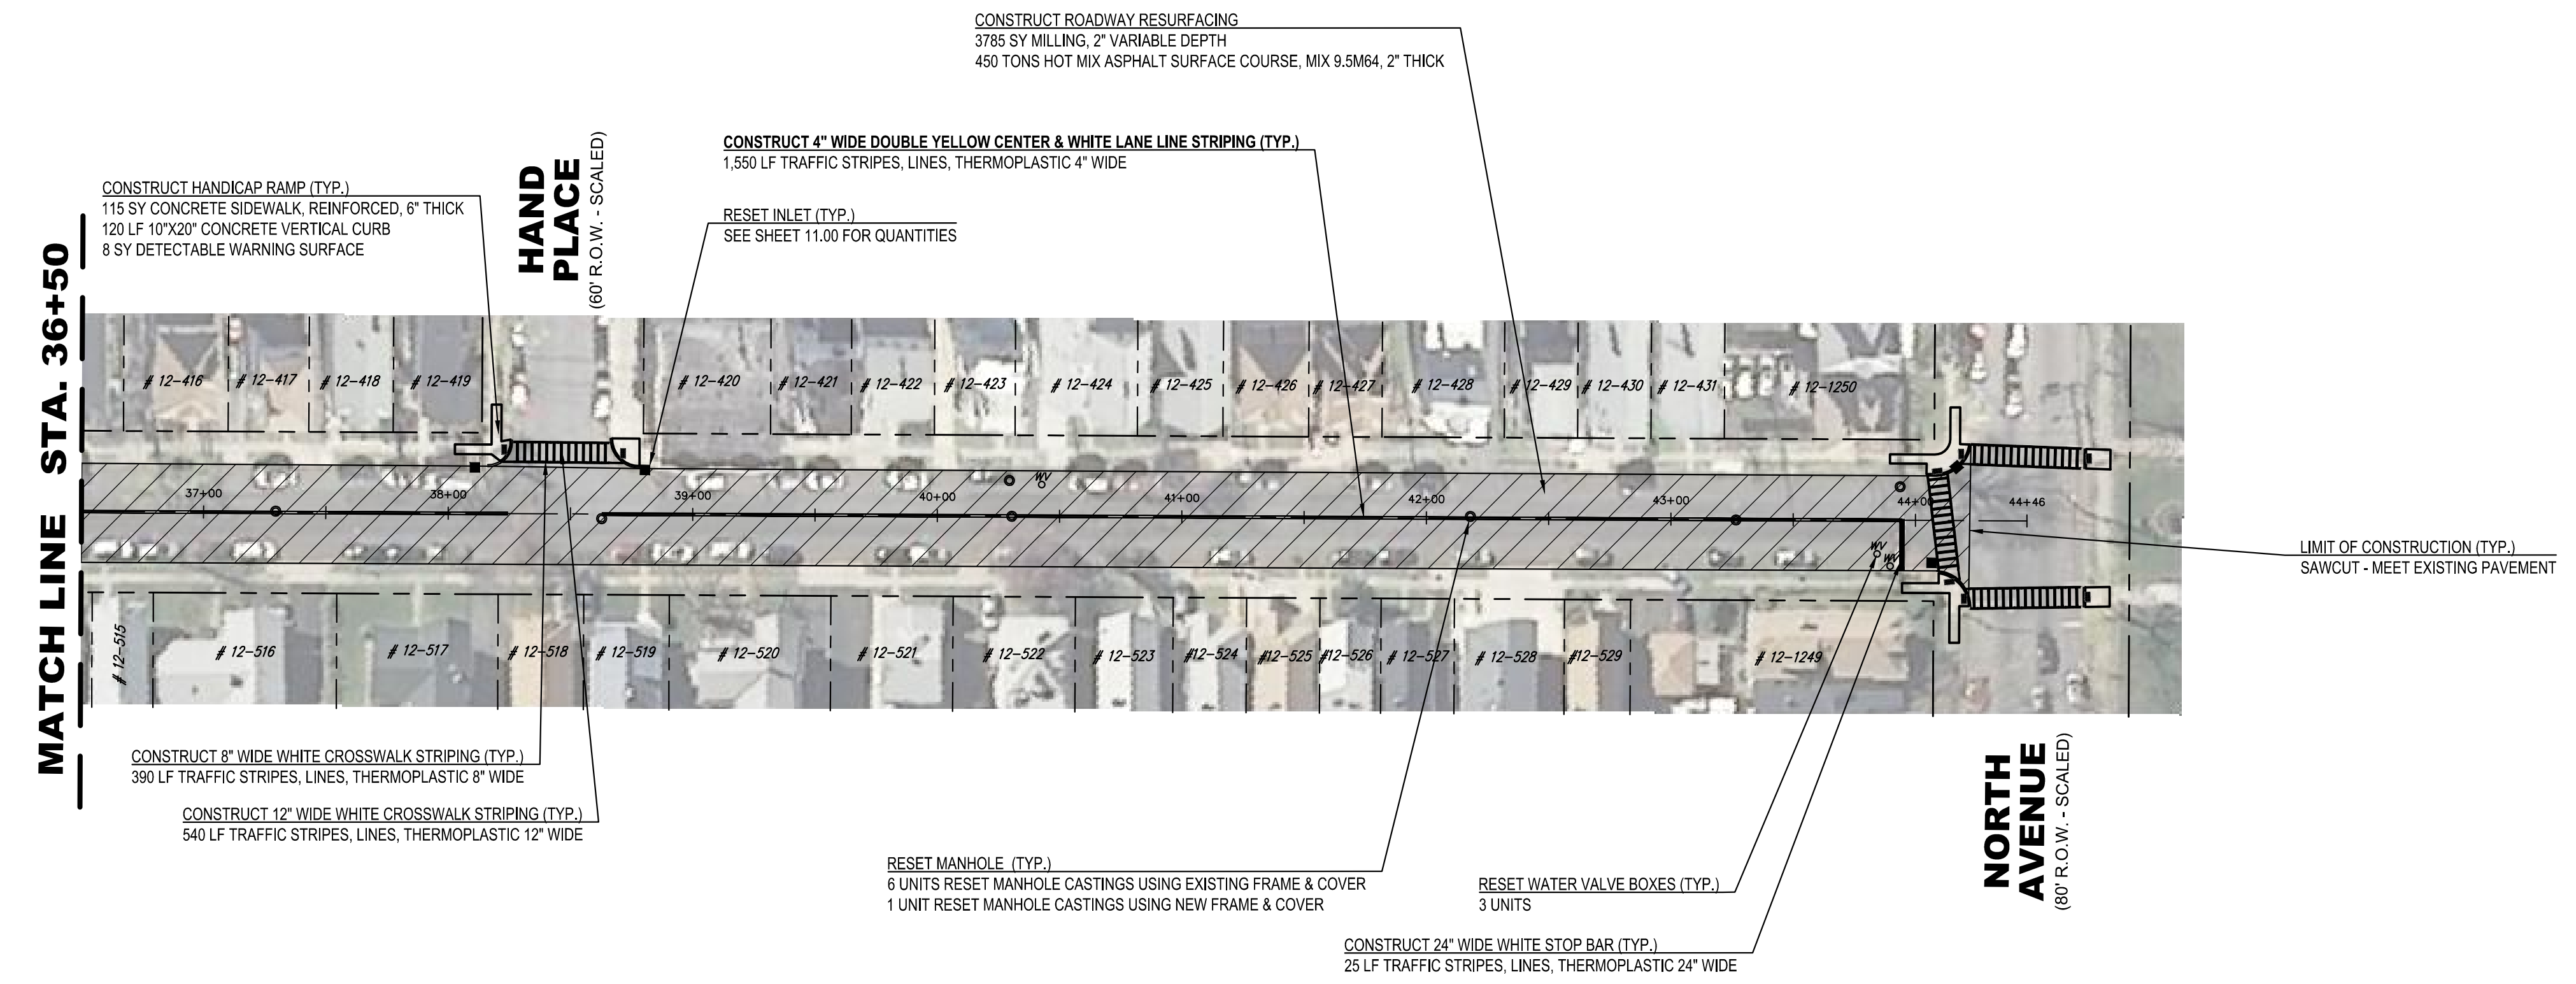 CONSTRUCT ROADWAY RESURFACING
3785 SY MILLING, 2" VARIABLE DEPTH
450 TONS HOT MIX ASPHALT SURFACE COURSE, MIX 9.5M64, 2" THICK
CONSTRUCT 4" WIDE DOUBLE YELLOW CENTER & WHITE LANE LINE STRIPING (TYP.)
1,550 LF TRAFFIC STRIPES, LINES, THERMOPLASTIC 4" WIDE
CONSTRUCT HANDICAP RAMP (TYP.)
115 SY CONCRETE SIDEWALK, REINFORCED, 6" THICK
120 LF 10"X20" CONCRETE VERTICAL CURB
8 SY DETECTABLE WARNING SURFACE
HAND
PLACE
(60' R.O.W. - SCALED)
RESET INLET (TYP.)
SEE SHEET 11.00 FOR QUANTITIES
MATCH LINE STA. 36+50
# 12-416
# 12-417
# 12-418
# 12-419
# 12-420
# 12-421
# 12-422
# 12-423
# 12-424
# 12-425
# 12-426
# 12-427
# 12-428
# 12-429
# 12-430
# 12-431
# 12-1250
WV
37+00
38+00
39+00
40+00
41+00
42+00
43+00
44+00
44+46
WV
WV
LIMIT OF CONSTRUCTION (TYP.)
SAWCUT - MEET EXISTING PAVEMENT
# 12-515
# 12-516
# 12-517
# 12-518
# 12-519
# 12-520
# 12-521
# 12-522
# 12-523
#12-524
#12-525
#12-526
# 12-527
# 12-528
#12-529
# 12-1249
CONSTRUCT 8" WIDE WHITE CROSSWALK STRIPING (TYP.)
390 LF TRAFFIC STRIPES, LINES, THERMOPLASTIC 8" WIDE
CONSTRUCT 12" WIDE WHITE CROSSWALK STRIPING (TYP.)
540 LF TRAFFIC STRIPES, LINES, THERMOPLASTIC 12" WIDE
RESET MANHOLE (TYP.)
6 UNITS RESET MANHOLE CASTINGS USING EXISTING FRAME & COVER
1 UNIT RESET MANHOLE CASTINGS USING NEW FRAME & COVER
RESET WATER VALVE BOXES (TYP.)
3 UNITS
CONSTRUCT 24" WIDE WHITE STOP BAR (TYP.)
25 LF TRAFFIC STRIPES, LINES, THERMOPLASTIC 24" WIDE
NORTH
AVENUE
(80' R.O.W. - SCALED)